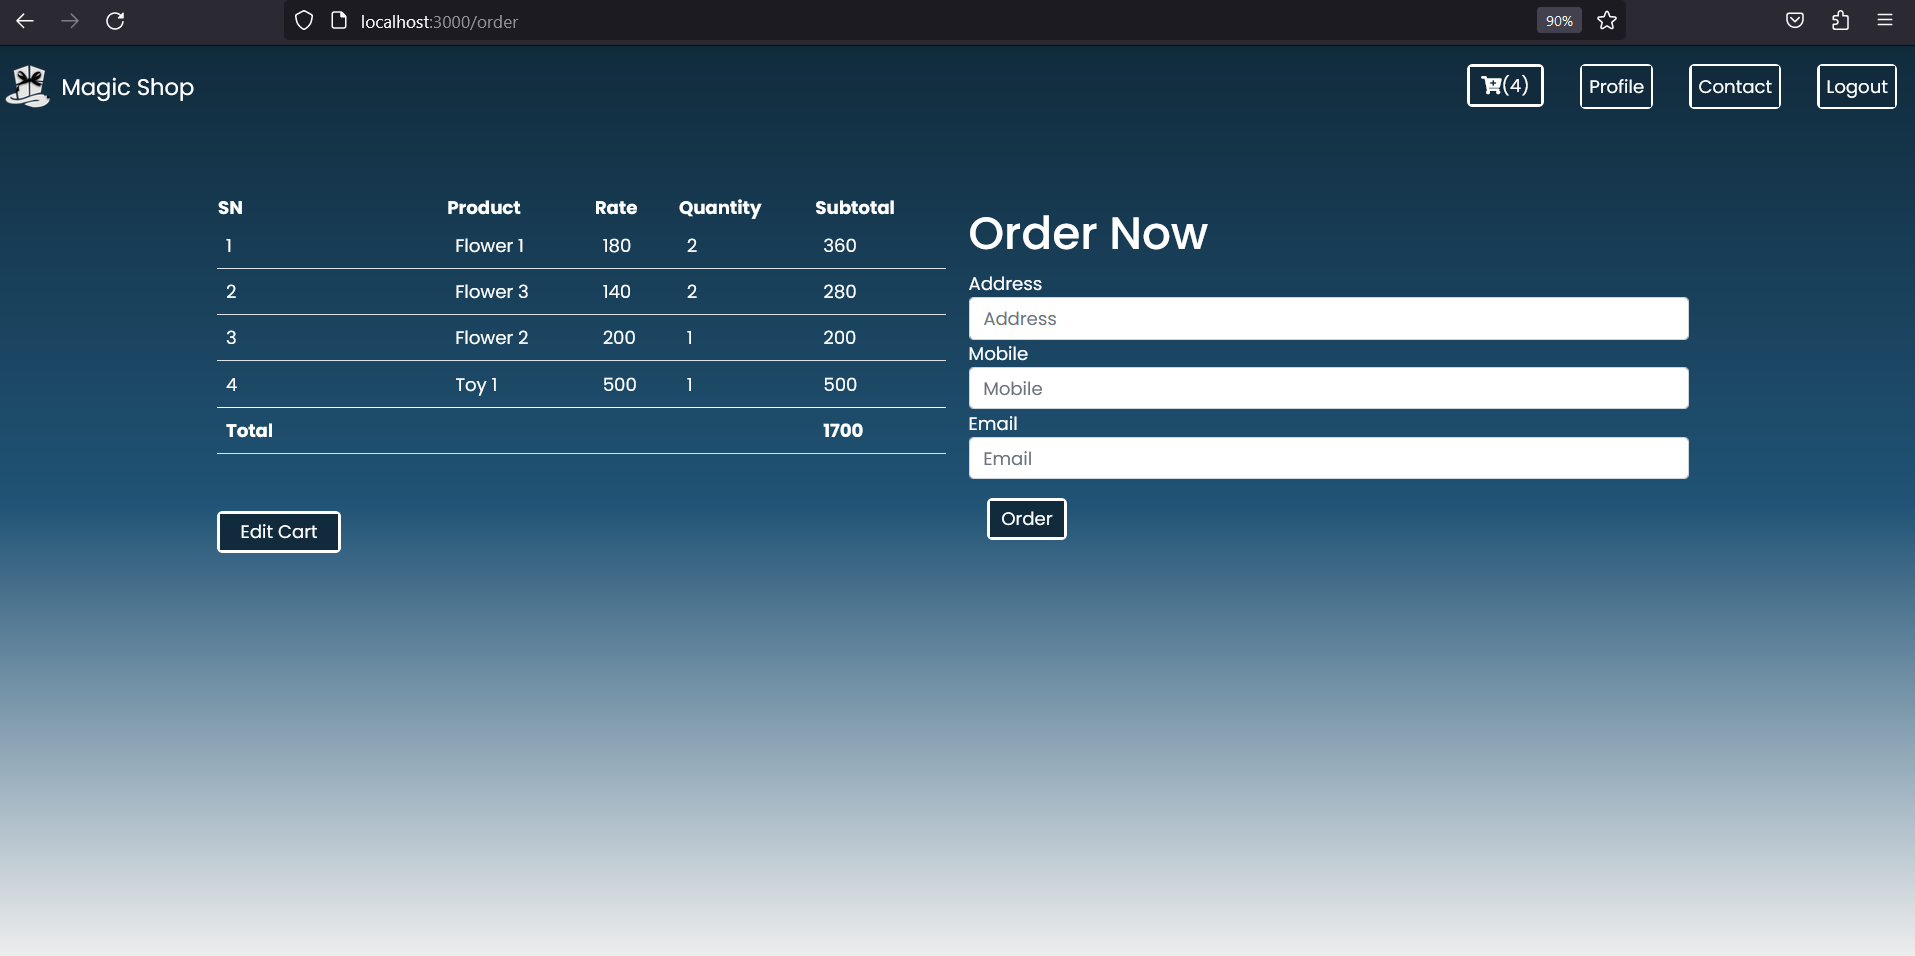 localhost:3000/order 90%
Magic Shop (4) Profile Contact Logout
SN Product Rate Quantity Subtotal
1 Flower 1 180 2 360
2 Flower 3 140 2 280
3 Flower 2 200 1 200
4 Toy 1 500 1 500
Total 1700
Edit Cart
Order Now
Address
Address
Mobile
Mobile
Email
Email
Order